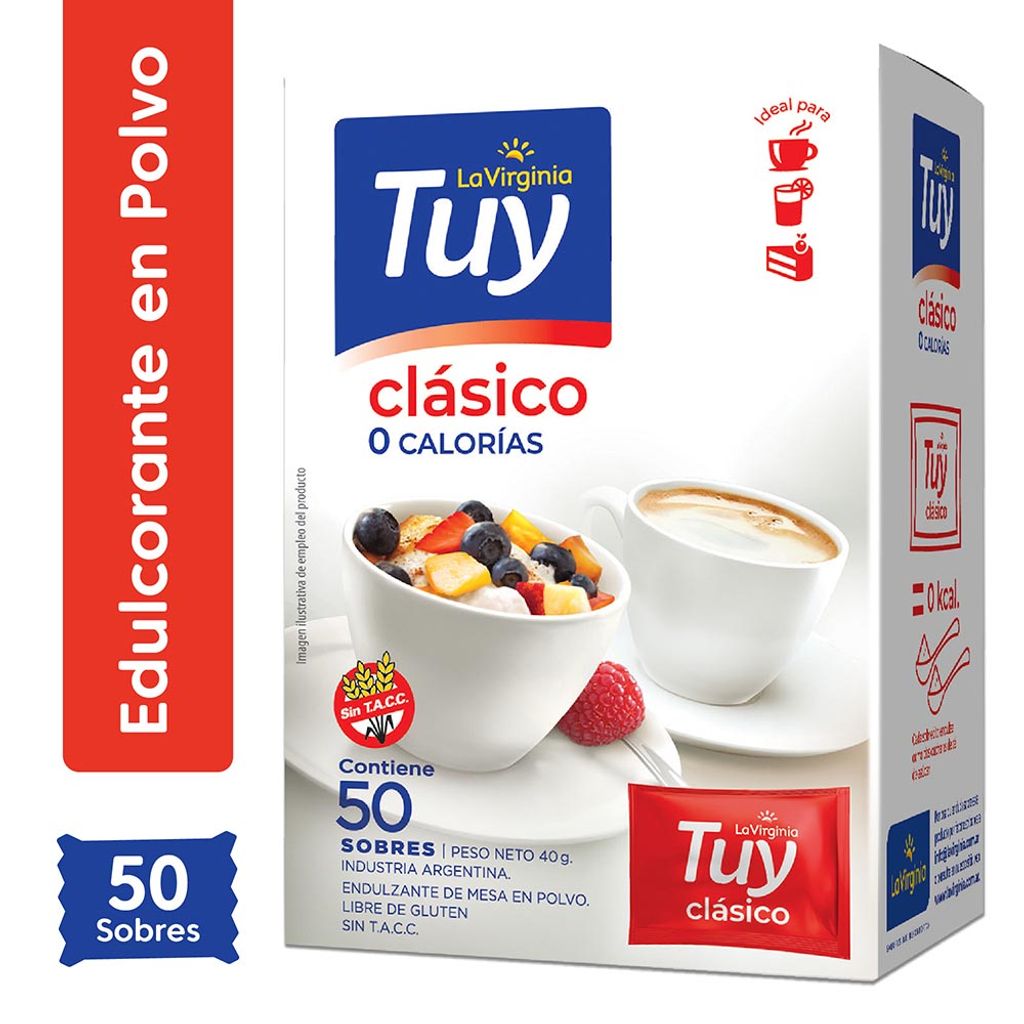 Edulcorante en Polvo
50
Sobres
LaVirginia
Tuy
clásico
0 CALORÍAS
Ideal para
Imagen ilustrativa de empleo del producto
Sin T.A.C.C.
Contiene
50
SOBRES | PESO NETO 40 g.
INDUSTRIA ARGENTINA.
ENDULZANTE DE MESA EN POLVO.
LIBRE DE GLUTEN
SIN T.A.C.C.
LaVirginia
Tuy
clásico
LaVirginia
Tuy
clásico
0 CALORÍAS
Tuy
clásico
= 0 kcal.
LaVirginia